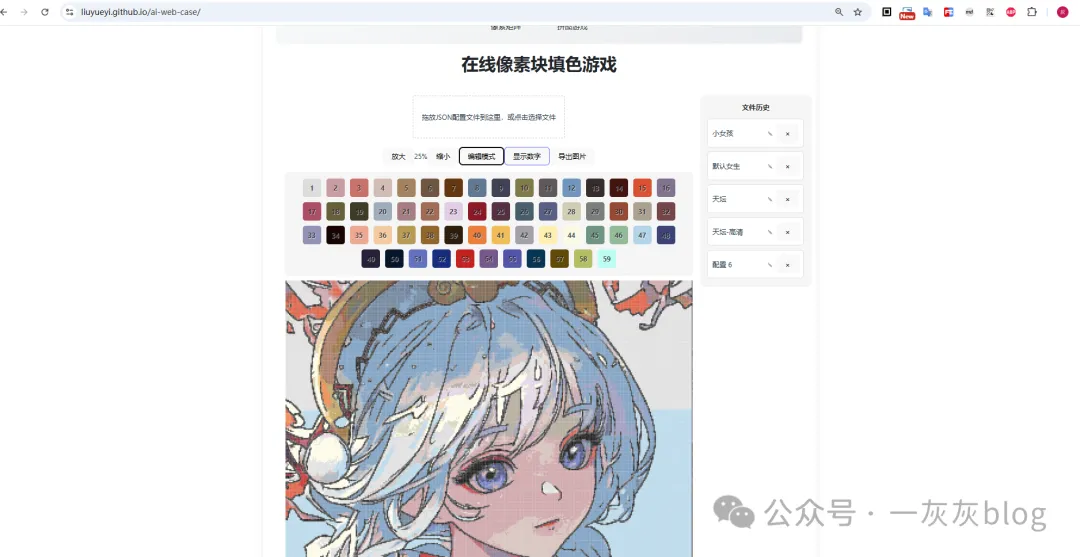 liuyueyi.github.io/ai-web-case/
New
像素矩阵 拼图游戏
在线像素块填色游戏
拖放JSON配置文件到这里，或点击选择文件
放大 25% 缩小 编辑模式 显示数字 导出图片
1 2 3 4 5 6 7 8 9 10 11 12 13 14 15 16
17 18 19 20 21 22 23 24 25 26 27 28 29 30 31 32
33 34 35 36 37 38 39 40 41 42 43 44 45 46 47 48
49 50 51 52 53 54 55 56 57 58 59
文件历史
小女孩
默认女生
天坛
天坛-高清
配置 6
公众号 · 一灰灰blog